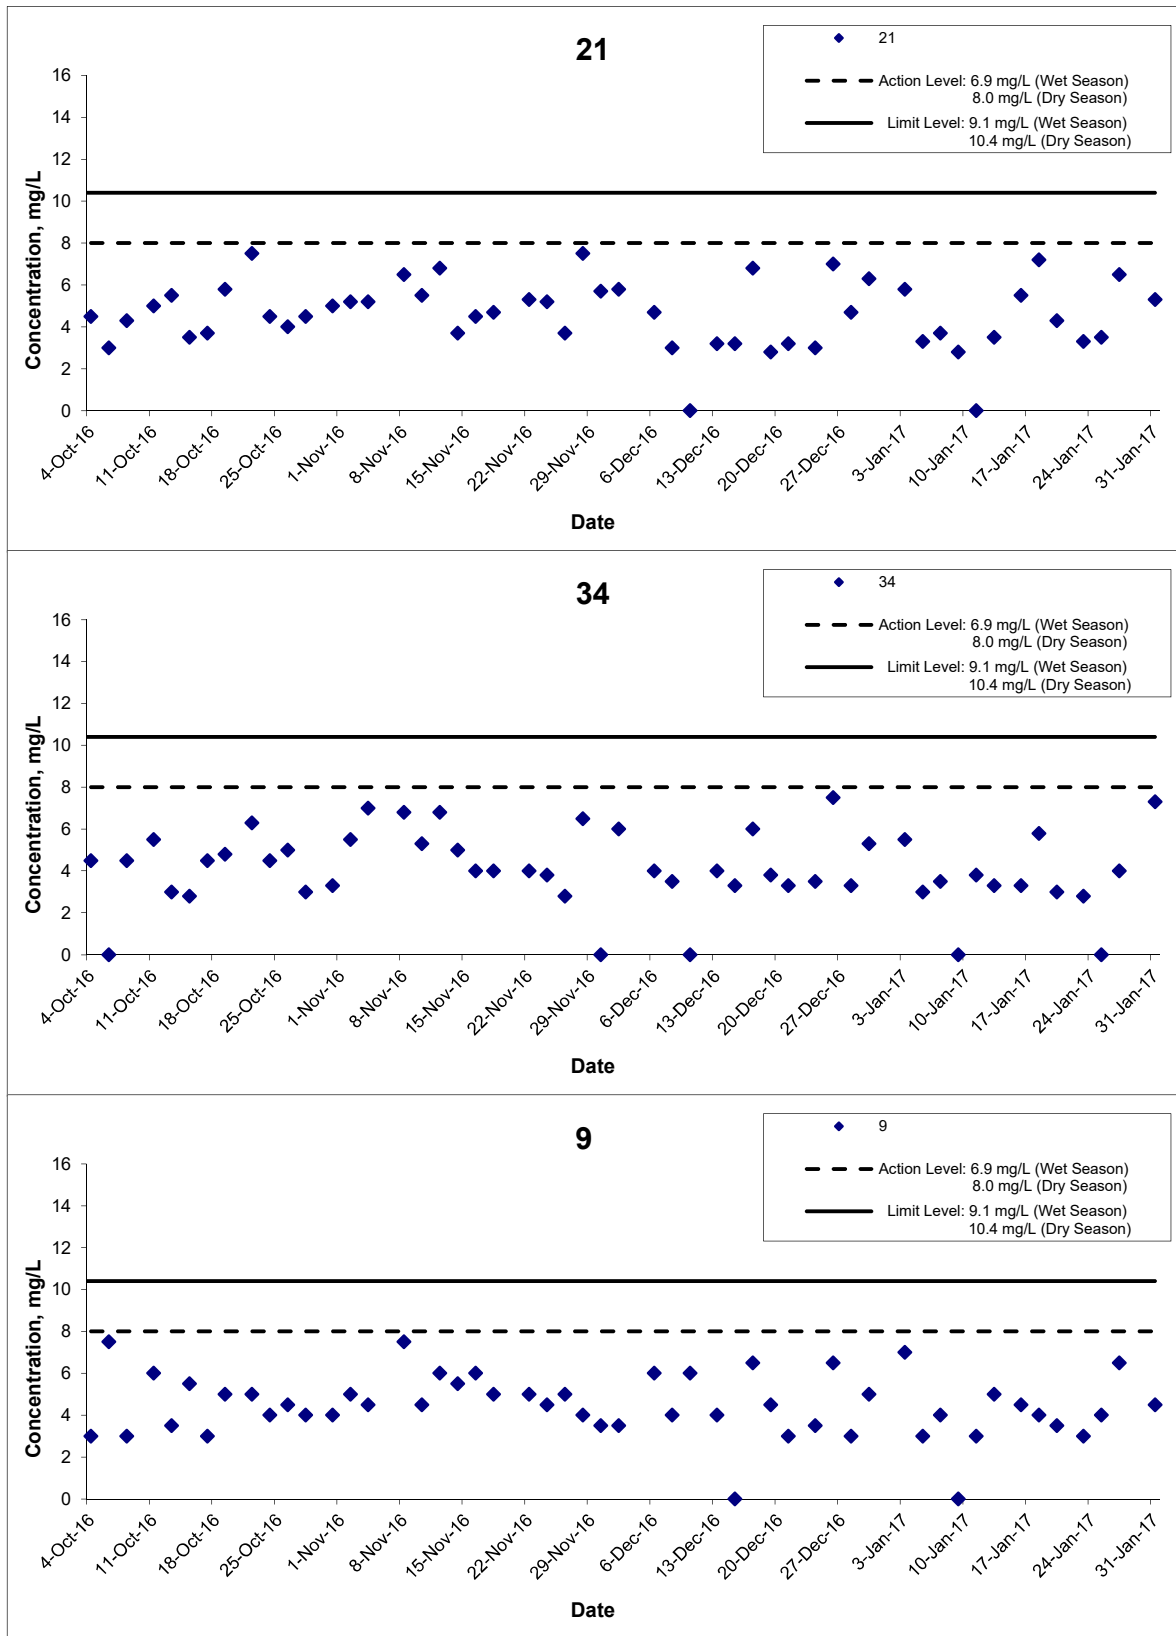 21
21
Action Level: 6.9 mg/L (Wet Season)
8.0 mg/L (Dry Season)
Limit Level: 9.1 mg/L (Wet Season)
10.4 mg/L (Dry Season)
Concentration, mg/L
16
14
12
10
8
6
4
2
0
4-Oct-16
11-Oct-16
18-Oct-16
25-Oct-16
1-Nov-16
8-Nov-16
15-Nov-16
22-Nov-16
29-Nov-16
6-Dec-16
13-Dec-16
20-Dec-16
27-Dec-16
3-Jan-17
10-Jan-17
17-Jan-17
24-Jan-17
31-Jan-17
Date
34
34
Action Level: 6.9 mg/L (Wet Season)
8.0 mg/L (Dry Season)
Limit Level: 9.1 mg/L (Wet Season)
10.4 mg/L (Dry Season)
Concentration, mg/L
16
14
12
10
8
6
4
2
0
4-Oct-16
11-Oct-16
18-Oct-16
25-Oct-16
1-Nov-16
8-Nov-16
15-Nov-16
22-Nov-16
29-Nov-16
6-Dec-16
13-Dec-16
20-Dec-16
27-Dec-16
3-Jan-17
10-Jan-17
17-Jan-17
24-Jan-17
31-Jan-17
Date
9
9
Action Level: 6.9 mg/L (Wet Season)
8.0 mg/L (Dry Season)
Limit Level: 9.1 mg/L (Wet Season)
10.4 mg/L (Dry Season)
Concentration, mg/L
16
14
12
10
8
6
4
2
0
4-Oct-16
11-Oct-16
18-Oct-16
25-Oct-16
1-Nov-16
8-Nov-16
15-Nov-16
22-Nov-16
29-Nov-16
6-Dec-16
13-Dec-16
20-Dec-16
27-Dec-16
3-Jan-17
10-Jan-17
17-Jan-17
24-Jan-17
31-Jan-17
Date